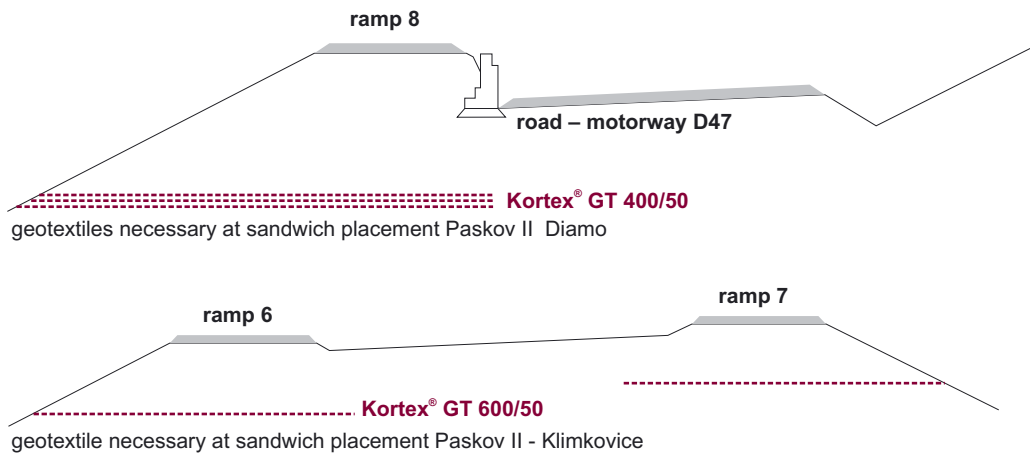 ramp 8
road – motorway D47
Kortex® GT 400/50
geotextiles necessary at sandwich placement Paskov II Diamo
ramp 7
ramp 6
Kortex® GT 600/50
geotextile necessary at sandwich placement Paskov II - Klimkovice